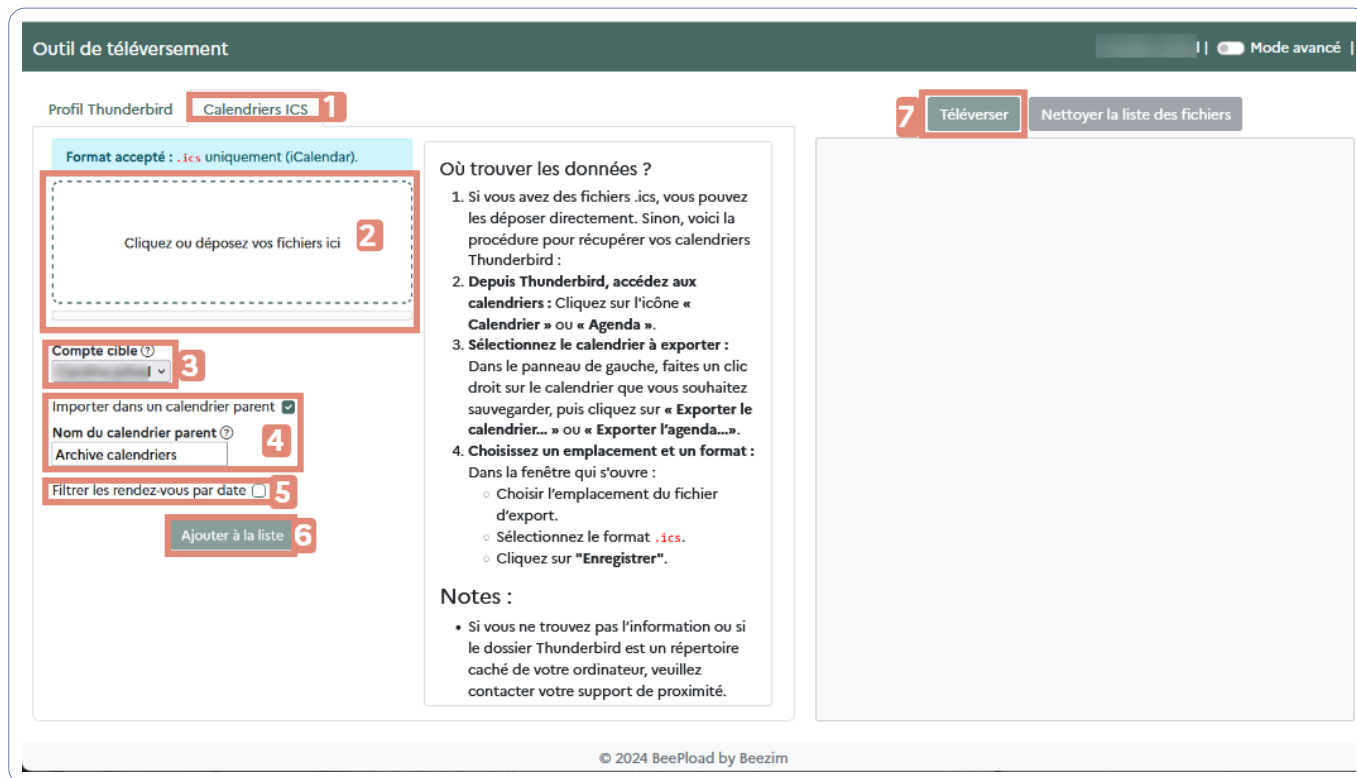 Outil de téléversement
| | Mode avancé |
Profil Thunderbird
Calendriers ICS 1
Format accepté : .ics uniquement (iCalendar).
Cliquez ou déposez vos fichiers ici 2
Compte cible ?
3
Importer dans un calendrier parent
Nom du calendrier parent ?
4
Archive calendriers
Filtrer les rendez-vous par date 5
Ajouter à la liste 6
Où trouver les données ?
1. Si vous avez des fichiers .ics, vous pouvez
les déposer directement. Sinon, voici la
procédure pour récupérer vos calendriers
Thunderbird :
2. Depuis Thunderbird, accédez aux
calendriers : Cliquez sur l'icône «
Calendrier » ou « Agenda ».
3. Sélectionnez le calendrier à exporter :
Dans le panneau de gauche, faites un clic
droit sur le calendrier que vous souhaitez
sauvegarder, puis cliquez sur « Exporter le
calendrier... » ou « Exporter l'agenda...».
4. Choisissez un emplacement et un format :
Dans la fenêtre qui s'ouvre :
◦ Choisir l'emplacement du fichier
d'export.
◦ Sélectionnez le format .ics.
◦ Cliquez sur "Enregistrer".
Notes :
• Si vous ne trouvez pas l'information ou si
le dossier Thunderbird est un répertoire
caché de votre ordinateur, veuillez
contacter votre support de proximité.
7 Téléverser
Nettoyer la liste des fichiers
© 2024 BeePload by Beezim